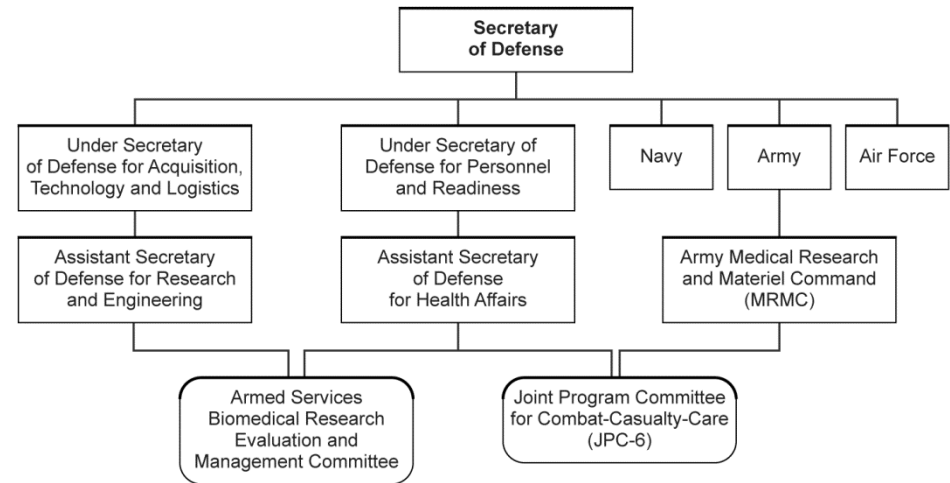 Secretary
of Defense
Under Secretary
of Defense for Acquisition,
Technology and Logistics
Under Secretary of
Defense for Personnel
and Readiness
Navy
Army
Air Force
Assistant Secretary
of Defense for Research
and Engineering
Assistant Secretary
of Defense
for Health Affairs
Army Medical Research
and Materiel Command
(MRMC)
Armed Services
Biomedical Research
Evaluation and
Management Committee
Joint Program Committee
for Combat-Casualty-Care
(JPC-6)